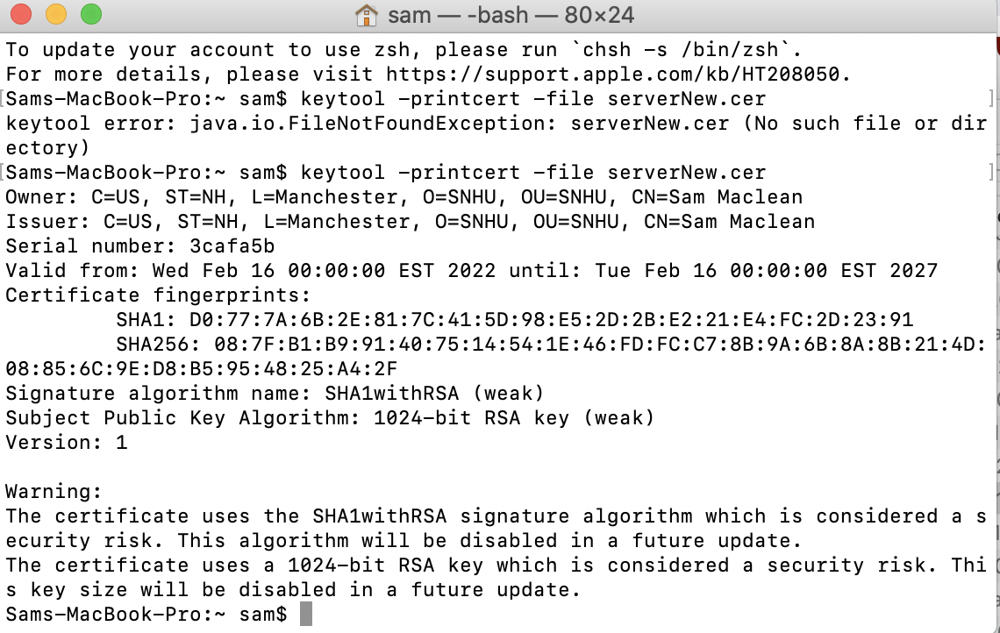 sam — -bash — 80×24
To update your account to use zsh, please run `chsh -s /bin/zsh`.
For more details, please visit https://support.apple.com/kb/HT208050.
[Sams-MacBook-Pro:~ sam$ keytool -printcert -file serverNew.cer ]
keytool error: java.io.FileNotFoundException: serverNew.cer (No such file or dir
ectory)
[Sams-MacBook-Pro:~ sam$ keytool -printcert -file serverNew.cer ]
Owner: C=US, ST=NH, L=Manchester, O=SNHU, OU=SNHU, CN=Sam Maclean
Issuer: C=US, ST=NH, L=Manchester, O=SNHU, OU=SNHU, CN=Sam Maclean
Serial number: 3cafa5b
Valid from: Wed Feb 16 00:00:00 EST 2022 until: Tue Feb 16 00:00:00 EST 2027
Certificate fingerprints:
SHA1: D0:77:7A:6B:2E:81:7C:41:5D:98:E5:2D:2B:E2:21:E4:FC:2D:23:91
SHA256: 08:7F:B1:B9:91:40:75:14:54:1E:46:FD:FC:C7:8B:9A:6B:8A:8B:21:4D:
08:85:6C:9E:D8:B5:95:48:25:A4:2F
Signature algorithm name: SHA1withRSA (weak)
Subject Public Key Algorithm: 1024-bit RSA key (weak)
Version: 1
Warning:
The certificate uses the SHA1withRSA signature algorithm which is considered a s
ecurity risk. This algorithm will be disabled in a future update.
The certificate uses a 1024-bit RSA key which is considered a security risk. Thi
s key size will be disabled in a future update.
Sams-MacBook-Pro:~ sam$